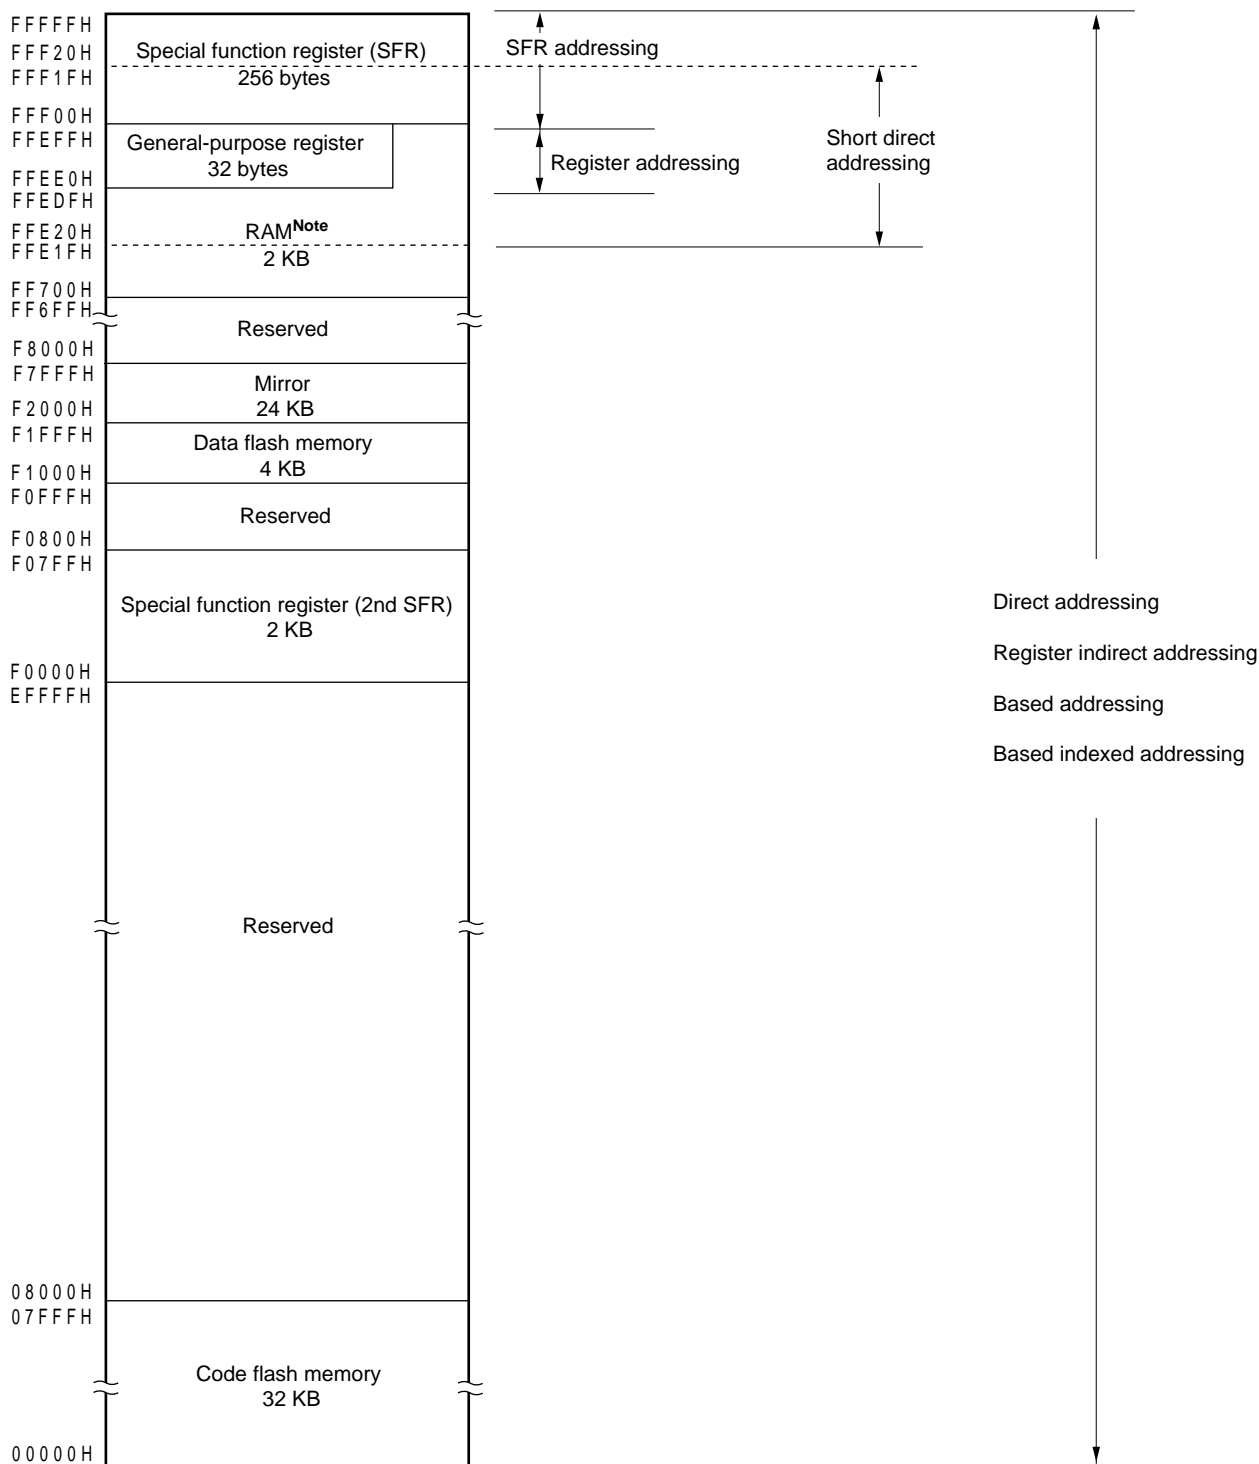 FFFFFH
SFR addressing
FFF20H
Special function register (SFR)
FFF1FH
256 bytes
FFF00H
FFEFFH
General-purpose register
32 bytes
Register addressing
Short direct
addressing
FFEE0H
FFEDFH
FFE20H
RAMNote
FFE1FH
2 KB
FF700H
FF6FFH
Reserved
F8000H
F7FFFH
Mirror
24 KB
F2000H
F1FFFH
Data flash memory
4 KB
F1000H
F0FFFH
Reserved
F0800H
F07FFH
Special function register (2nd SFR)
2 KB
Direct addressing
Register indirect addressing
Based addressing
Based indexed addressing
F0000H
EFFFFH
Reserved
08000H
07FFFH
Code flash memory
32 KB
00000H